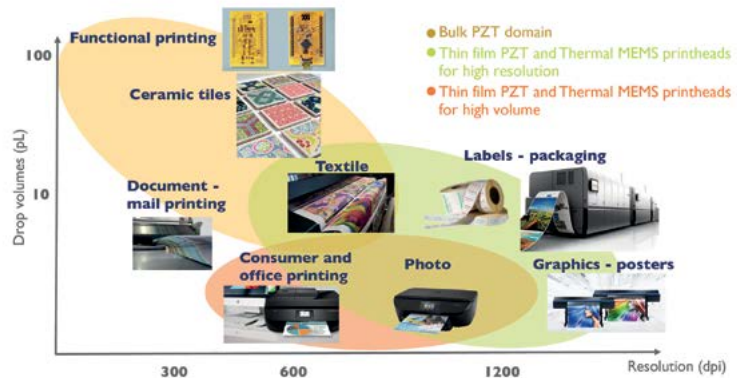 Functional printing
Bulk PZT domain
Thin film PZT and Thermal MEMS printheads
for high resolution
Thin film PZT and Thermal MEMS printheads
for high volume
100
Ceramic tiles
Drop volumes (pL)
Textile
Labels - packaging
10
Document -
mail printing
Consumer and
office printing
Photo
Graphics - posters
300
600
1200
Resolution (dpi)